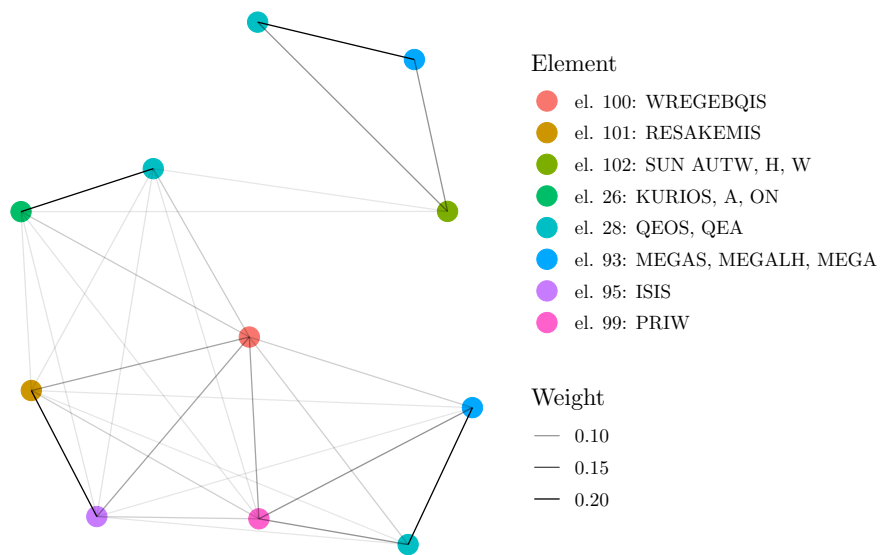 Element
el. 100: WREGEBQIS
el. 101: RESAKEMIS
el. 102: SUN AUTW, H, W
el. 26: KURIOS, A, ON
el. 28: QEOS, QEA
el. 93: MEGAS, MEGALH, MEGA
el. 95: ISIS
el. 99: PRIW
Weight
0.10
0.15
0.20